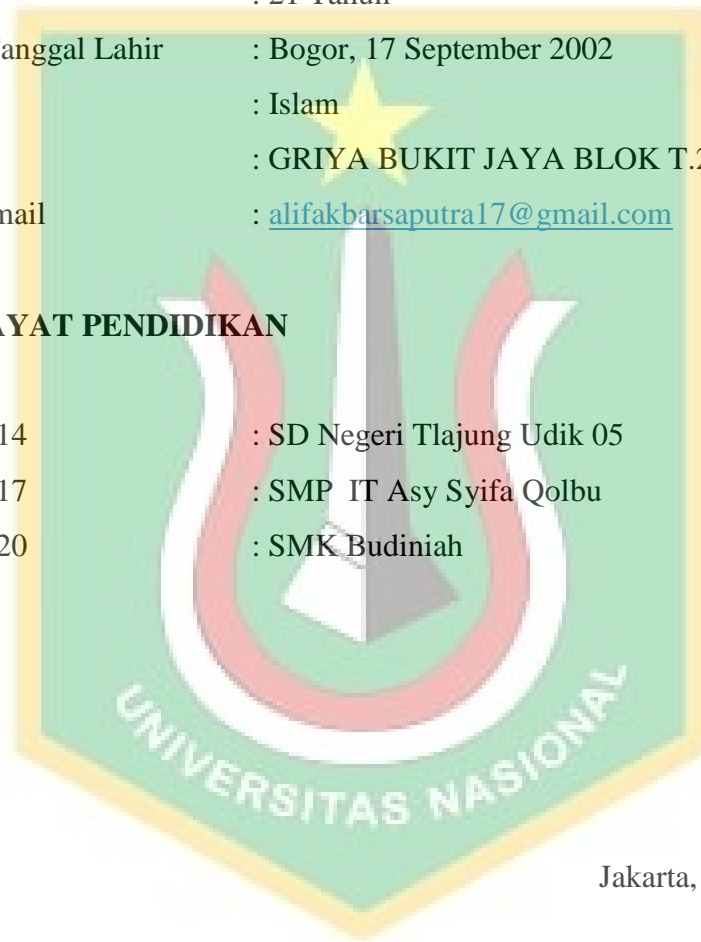 : 21 Tahun
anggal Lahir : Bogor, 17 September 2002
: Islam
: GRIYA BUKIT JAYA BLOK T.2
mail : alifakbarsaputra17@gmail.com
AYAT PENDIDIKAN
14 : SD Negeri Tlajung Udik 05
17 : SMP IT Asy Syifa Qolbu
20 : SMK Budiniah
UNIVERSITAS NASIONAL
Jakarta,